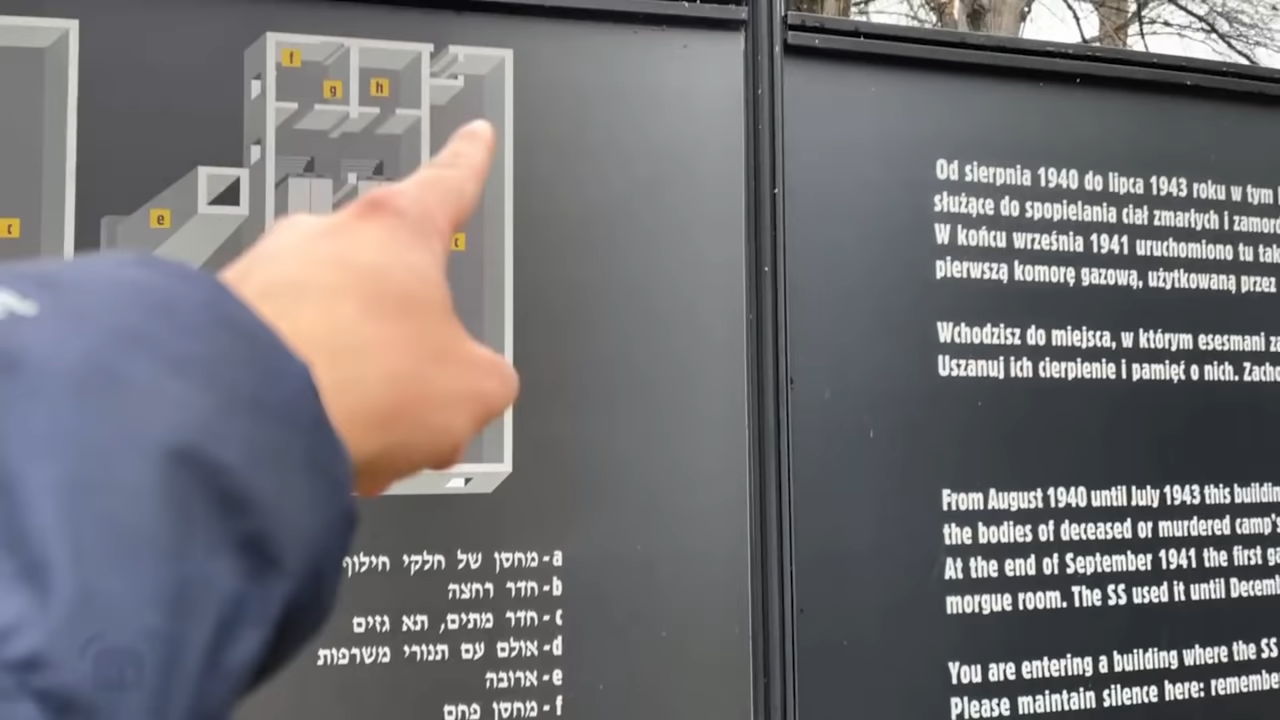 f
g
h
e
c
c
a - מחסן של חלקי חילוף
b - חדר רחצה
c - חדר מתים, תא גזים
d - אולם עם תנורי משרפות
e - ארובה
f - מחסן פחם
Od sierpnia 1940 do lipca 1943 roku w tym
służące do spopielania ciał zmarłych i zamord
W końcu września 1941 uruchomiono tu tak
pierwszą komorę gazową, użytkowaną przez
Wchodzisz do miejsca, w którym esesmani za
Uszanuj ich cierpienie i pamięć o nich. Zacho
From August 1940 until July 1943 this buildin
the bodies of deceased or murdered camp's
At the end of September 1941 the first ga
morgue room. The SS used it until Decemb
You are entering a building where the SS
Please maintain silence here: remembe